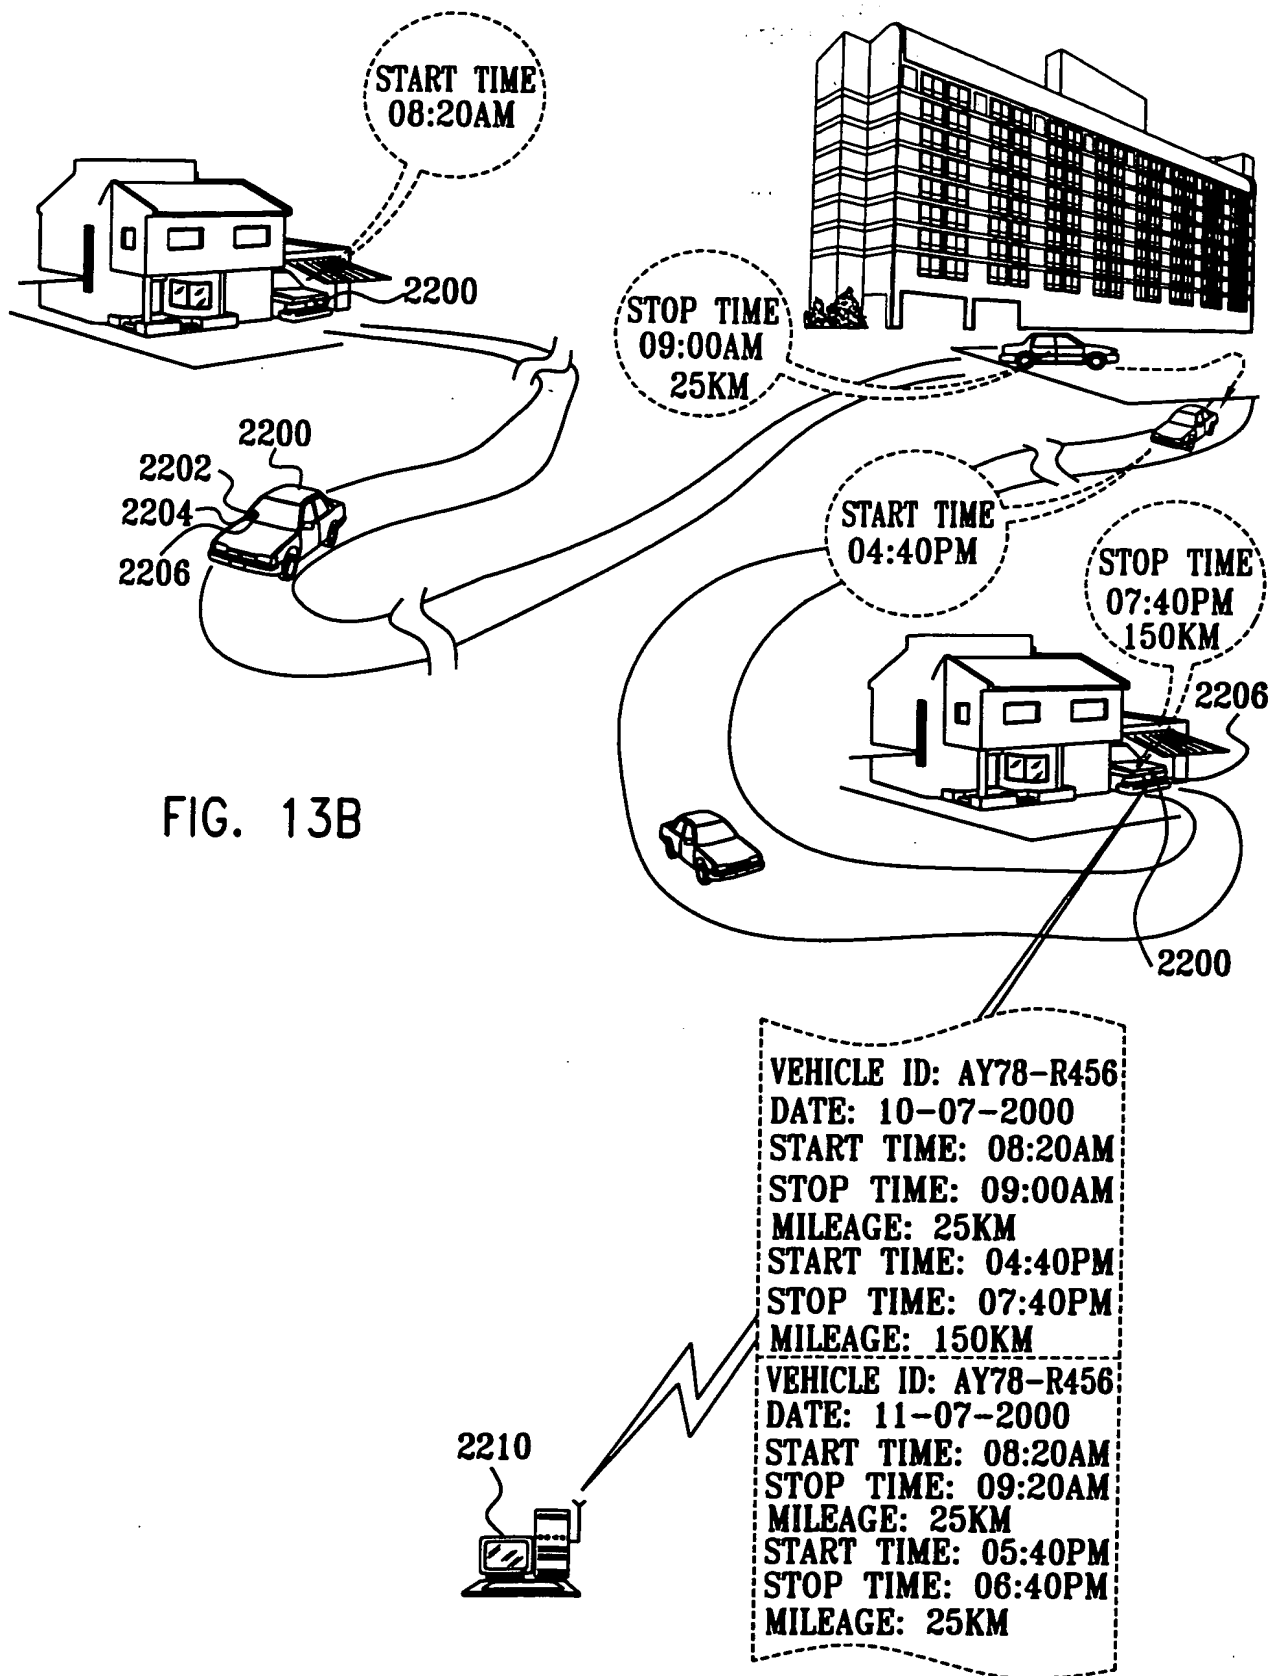 START TIME
08:20AM
2200
STOP TIME
09:00AM
25KM
2200
2202
2204
2206
START TIME
04:40PM
STOP TIME
07:40PM
150KM
2206
FIG. 13B
2200
VEHICLE ID: AY78-R456
DATE: 10-07-2000
START TIME: 08:20AM
STOP TIME: 09:00AM
MILEAGE: 25KM
START TIME: 04:40PM
STOP TIME: 07:40PM
MILEAGE: 150KM
VEHICLE ID: AY78-R456
DATE: 11-07-2000
START TIME: 08:20AM
STOP TIME: 09:20AM
MILEAGE: 25KM
START TIME: 05:40PM
STOP TIME: 06:40PM
MILEAGE: 25KM
2210